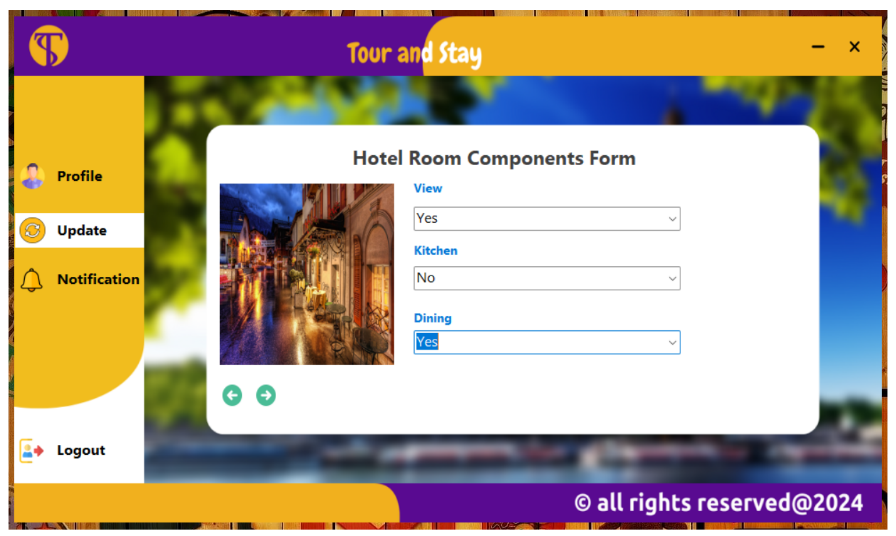 Tour and Stay
Hotel Room Components Form
Profile
Update
Notification
Logout
View
Yes
Kitchen
No
Dining
Yes
© all rights reserved@2024